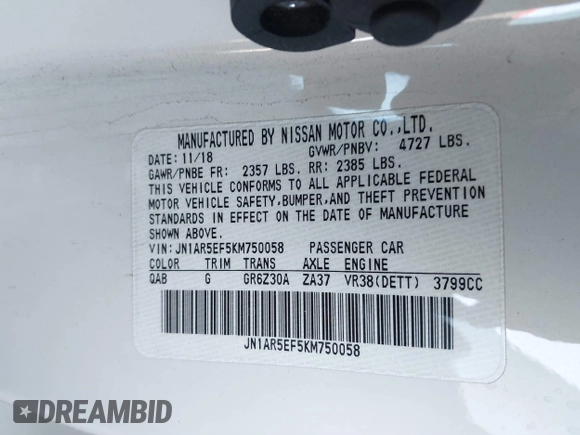 MANUFACTURED BY NISSAN MOTOR CO.,LTD.
DATE: 11/18 GVWR/PNBV: 4727 LBS.
GAWR/PNBE FR: 2357 LBS. RR: 2385 LBS.
THIS VEHICLE CONFORMS TO ALL APPLICABLE FEDERAL
MOTOR VEHICLE SAFETY,BUMPER,AND THEFT PREVENTION
STANDARDS IN EFFECT ON THE DATE OF MANUFACTURE
SHOWN ABOVE.
VIN:JN1AR5EF5KM750058 PASSENGER CAR
COLOR TRIM TRANS AXLE ENGINE
QAB G GR6Z30A ZA37 VR38(DETT) 3799CC
JN1AR5EF5KM750058
DREAMBID